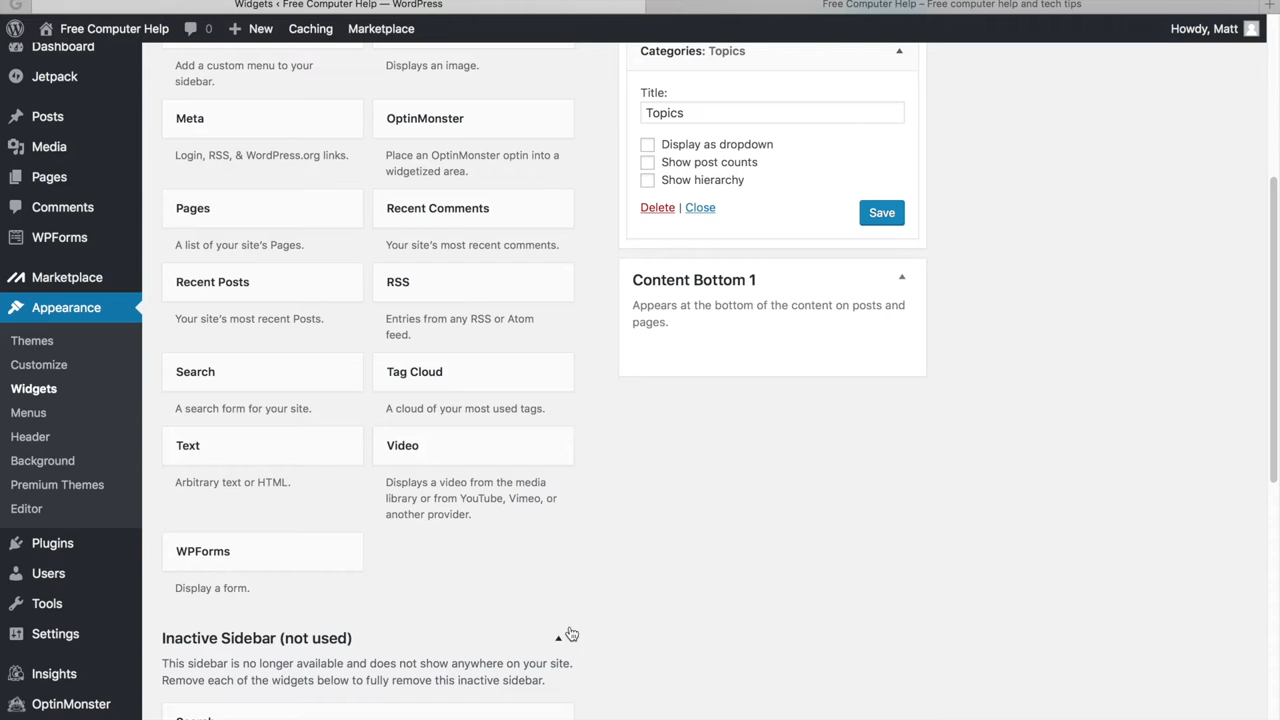 Widgets ‹ Free Computer Help — WordPress
Free Computer Help – Free computer help and tech tips
Free Computer Help
0
New
Caching
Marketplace
Howdy, Matt
Dashboard
Jetpack
Posts
Media
Pages
Comments
WPForms
Marketplace
Appearance
Themes
Customize
Widgets
Menus
Header
Background
Premium Themes
Editor
Plugins
Users
Tools
Settings
Insights
OptinMonster
Add a custom menu to your
sidebar.
Displays an image.
Meta
Login, RSS, & WordPress.org links.
OptinMonster
Place an OptinMonster optin into a
widgetized area.
Pages
A list of your site's Pages.
Recent Comments
Your site's most recent comments.
Recent Posts
Your site's most recent Posts.
RSS
Entries from any RSS or Atom
feed.
Search
A search form for your site.
Tag Cloud
A cloud of your most used tags.
Text
Arbitrary text or HTML.
Video
Displays a video from the media
library or from YouTube, Vimeo, or
another provider.
WPForms
Display a form.
Inactive Sidebar (not used)
This sidebar is no longer available and does not show anywhere on your site.
Remove each of the widgets below to fully remove this inactive sidebar.
Categories: Topics
Title:
Topics
Display as dropdown
Show post counts
Show hierarchy
Delete | Close
Save
Content Bottom 1
Appears at the bottom of the content on posts and
pages.